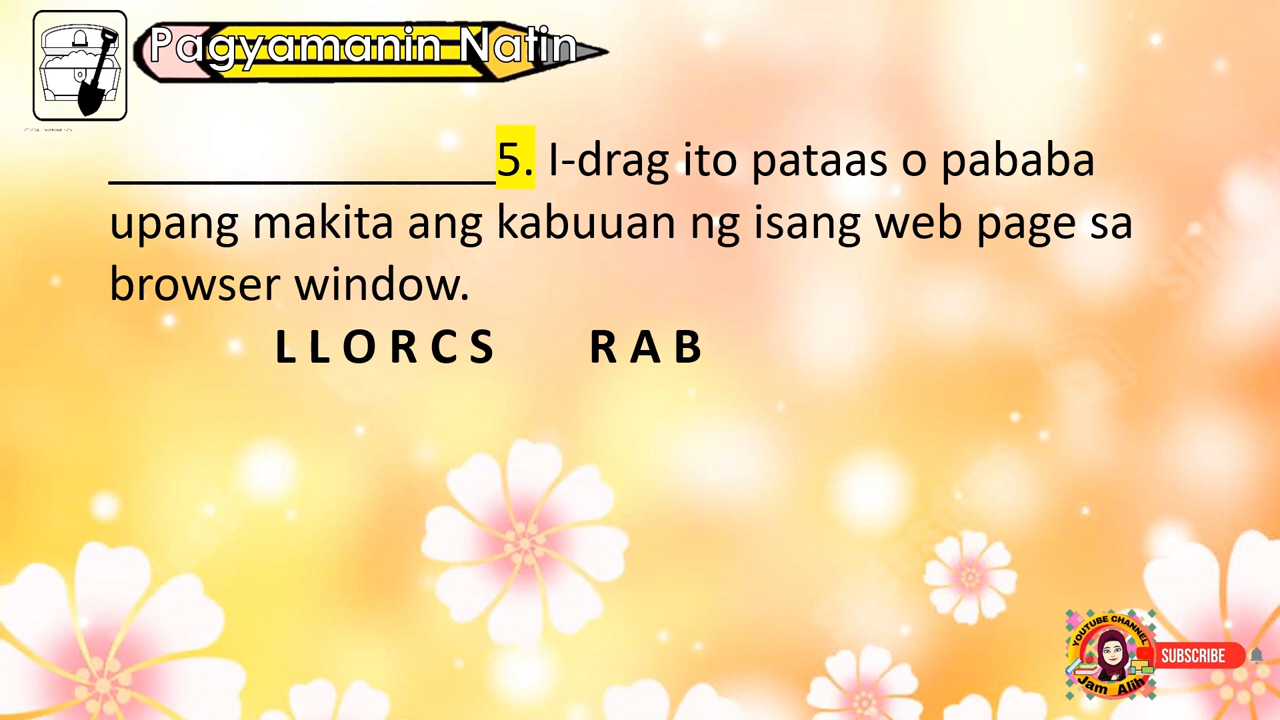 Pagyamanin Natin
________________5. I-drag ito pataas o pababa
upang makita ang kabuuan ng isang web page sa
browser window.
L L O R C S R A B
YOUTUBE CHANNEL
Jam Alih
SUBSCRIBE